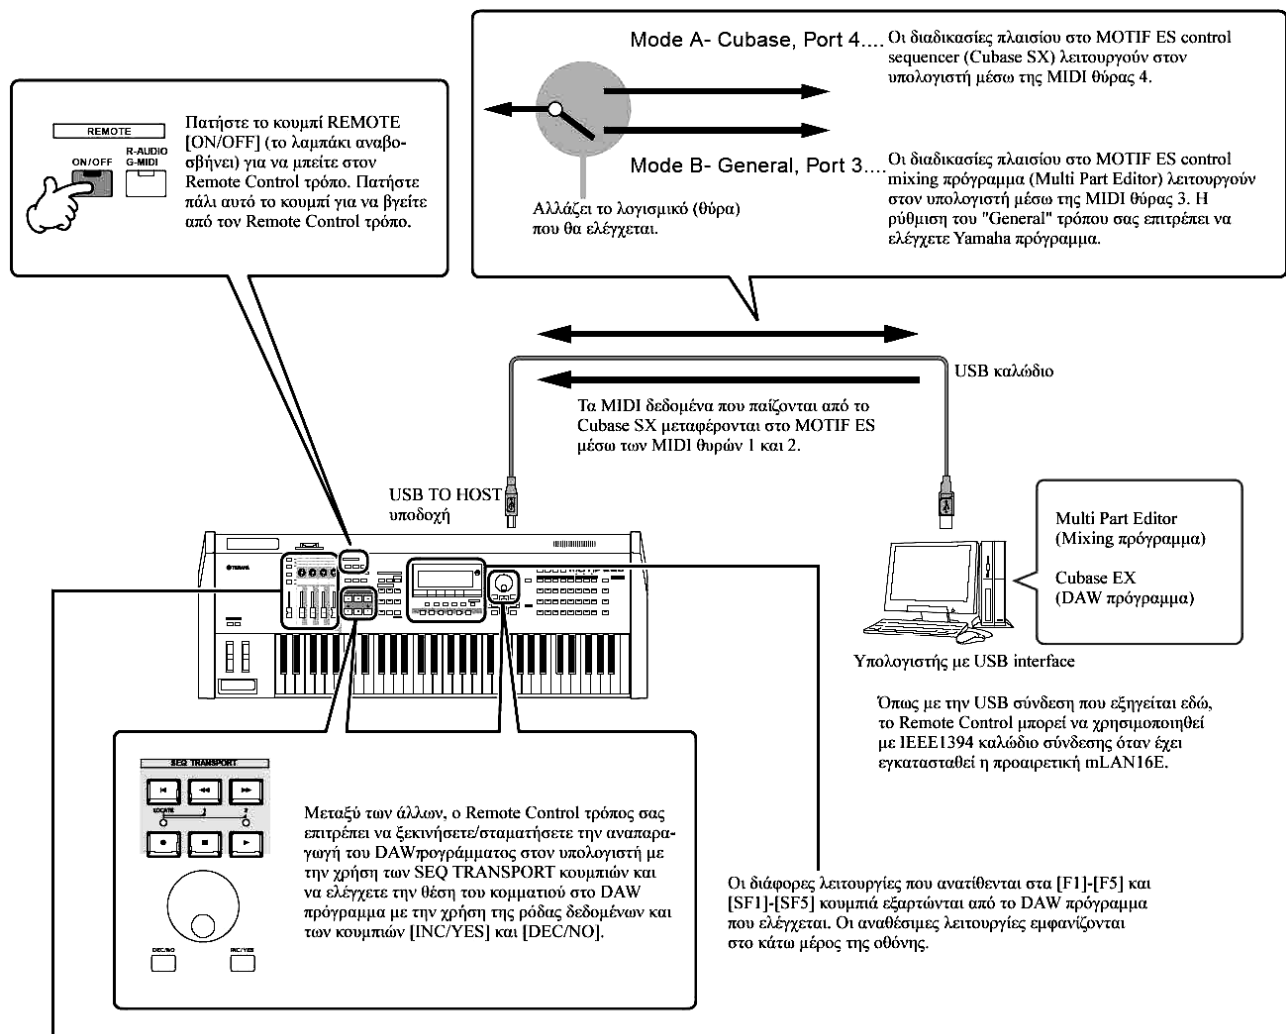 Mode A- Cubase, Port 4....
Οι διαδικασίες πλαισίου στο MOTIF ES control
sequencer (Cubase SX) λειτουργούν στον
υπολογιστή μέσω της MIDI θύρας 4.
Mode B- General, Port 3....
Οι διαδικασίες πλαισίου στο MOTIF ES control
mixing πρόγραμμα (Multi Part Editor) λειτουργούν
στον υπολογιστή μέσω της MIDI θύρας 3. Η
ρύθμιση του "General" τρόπου σας επιτρέπει να
ελέγχετε Yamaha πρόγραμμα.
Αλλάζει το λογισμικό (θύρα)
που θα ελέγχεται.
REMOTE
ON/OFF
R-AUDIO
G-MIDI
Πατήστε το κουμπί REMOTE
[ON/OFF] (το λαμπάκι αναβο-
σβήνει) για να μπείτε στον
Remote Control τρόπο. Πατήστε
πάλι αυτό το κουμπί για να βγείτε
από τον Remote Control τρόπο.
USB καλώδιο
Τα MIDI δεδομένα που παίζονται από το
Cubase SX μεταφέρονται στο MOTIF ES
μέσω των MIDI θυρών 1 και 2.
USB TO HOST
υποδοχή
YAMAHA
Multi Part Editor
(Mixing πρόγραμμα)
Cubase EX
(DAW πρόγραμμα)
Υπολογιστής με USB interface
Όπως με την USB σύνδεση που εξηγείται εδώ,
το Remote Control μπορεί να χρησιμοποιηθεί
με IEEE1394 καλώδιο σύνδεσης όταν έχει
εγκατασταθεί η προαιρετική mLAN16E.
SEQ TRANSPORT
LOCATE 1 2
DEC/NO
INC/YES
Μεταξύ των άλλων, ο Remote Control τρόπος σας
επιτρέπει να ξεκινήσετε/σταματήσετε την αναπαρα-
γωγή του DAWπρογράμματος στον υπολογιστή με
την χρήση των SEQ TRANSPORT κουμπιών και
να ελέγχετε την θέση του κομματιού στο DAW
πρόγραμμα με την χρήση της ρόδας δεδομένων και
των κουμπιών [INC/YES] και [DEC/NO].
Οι διάφορες λειτουργίες που ανατίθενται στα [F1]-[F5] και
[SF1]-[SF5] κουμπιά εξαρτώνται από το DAW πρόγραμμα
που ελέγχεται. Οι αναθέσιμες λειτουργίες εμφανίζονται
στο κάτω μέρος της οθόνης.